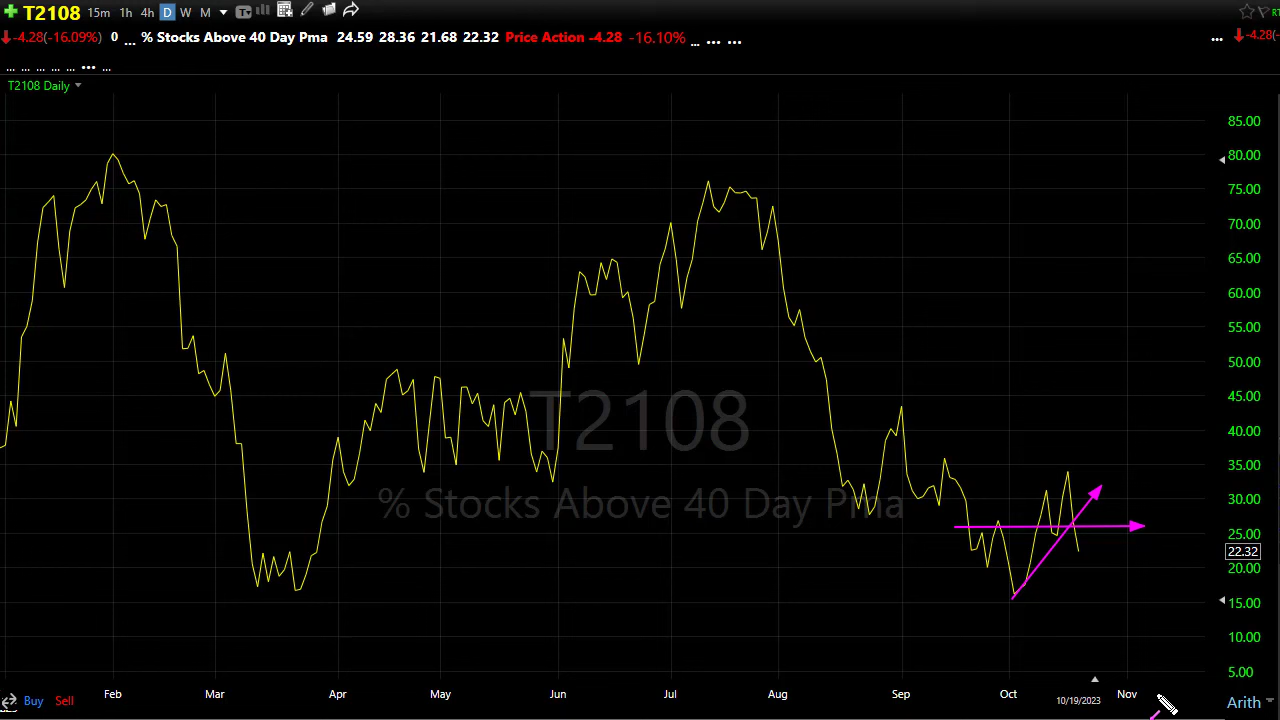 T2108 15m 1h 4h D W M T
-4.28(-16.09%) 0 ... % Stocks Above 40 Day Pma 24.59 28.36 21.68 22.32 Price Action -4.28 -16.10% ... ... ... ... -4.28(-
... ... ... ... ... ... ...
T2108 Daily
85.00
80.00
75.00
70.00
65.00
60.00
55.00
50.00
45.00
40.00
35.00
30.00
25.00
22.32
20.00
15.00
10.00
5.00
T2108
% Stocks Above 40 Day Pma
Feb Mar Apr May Jun Jul Aug Sep Oct 10/19/2023 Nov
Buy Sell
Arith